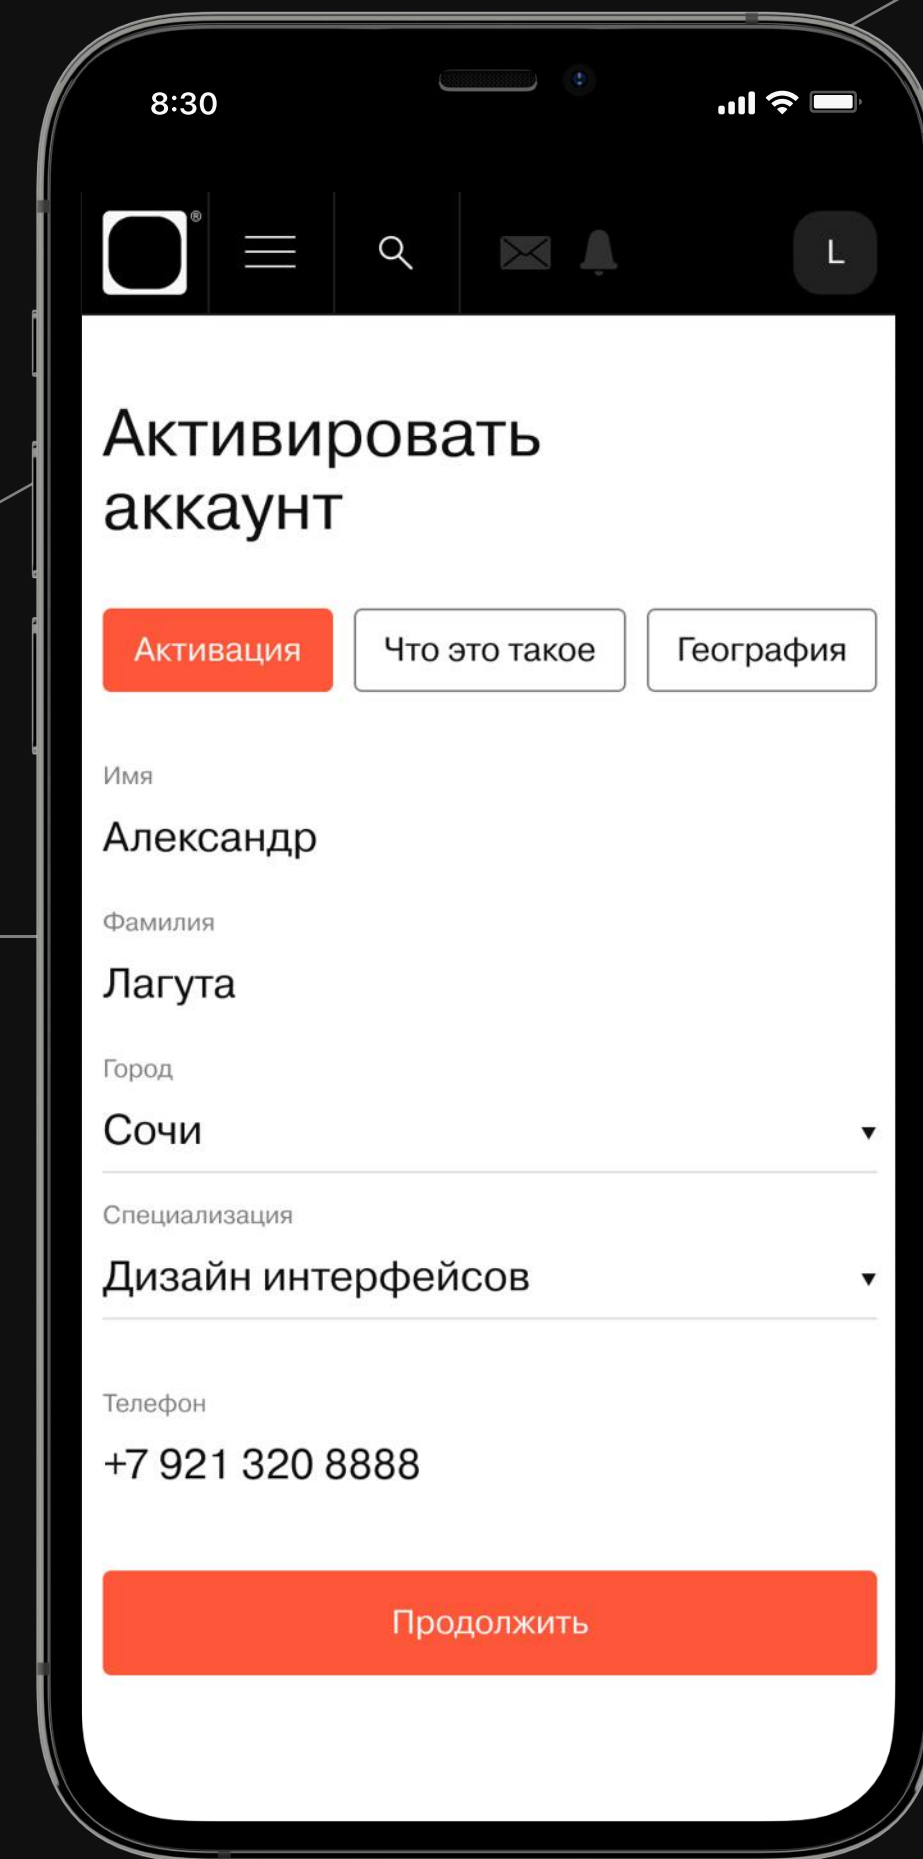 8:30
®
L
Активировать
аккаунт
Активация
Что это такое
География
Имя
Александр
Фамилия
Лагута
Город
Сочи
Специализация
Дизайн интерфейсов
Телефон
+7 921 320 8888
Продолжить